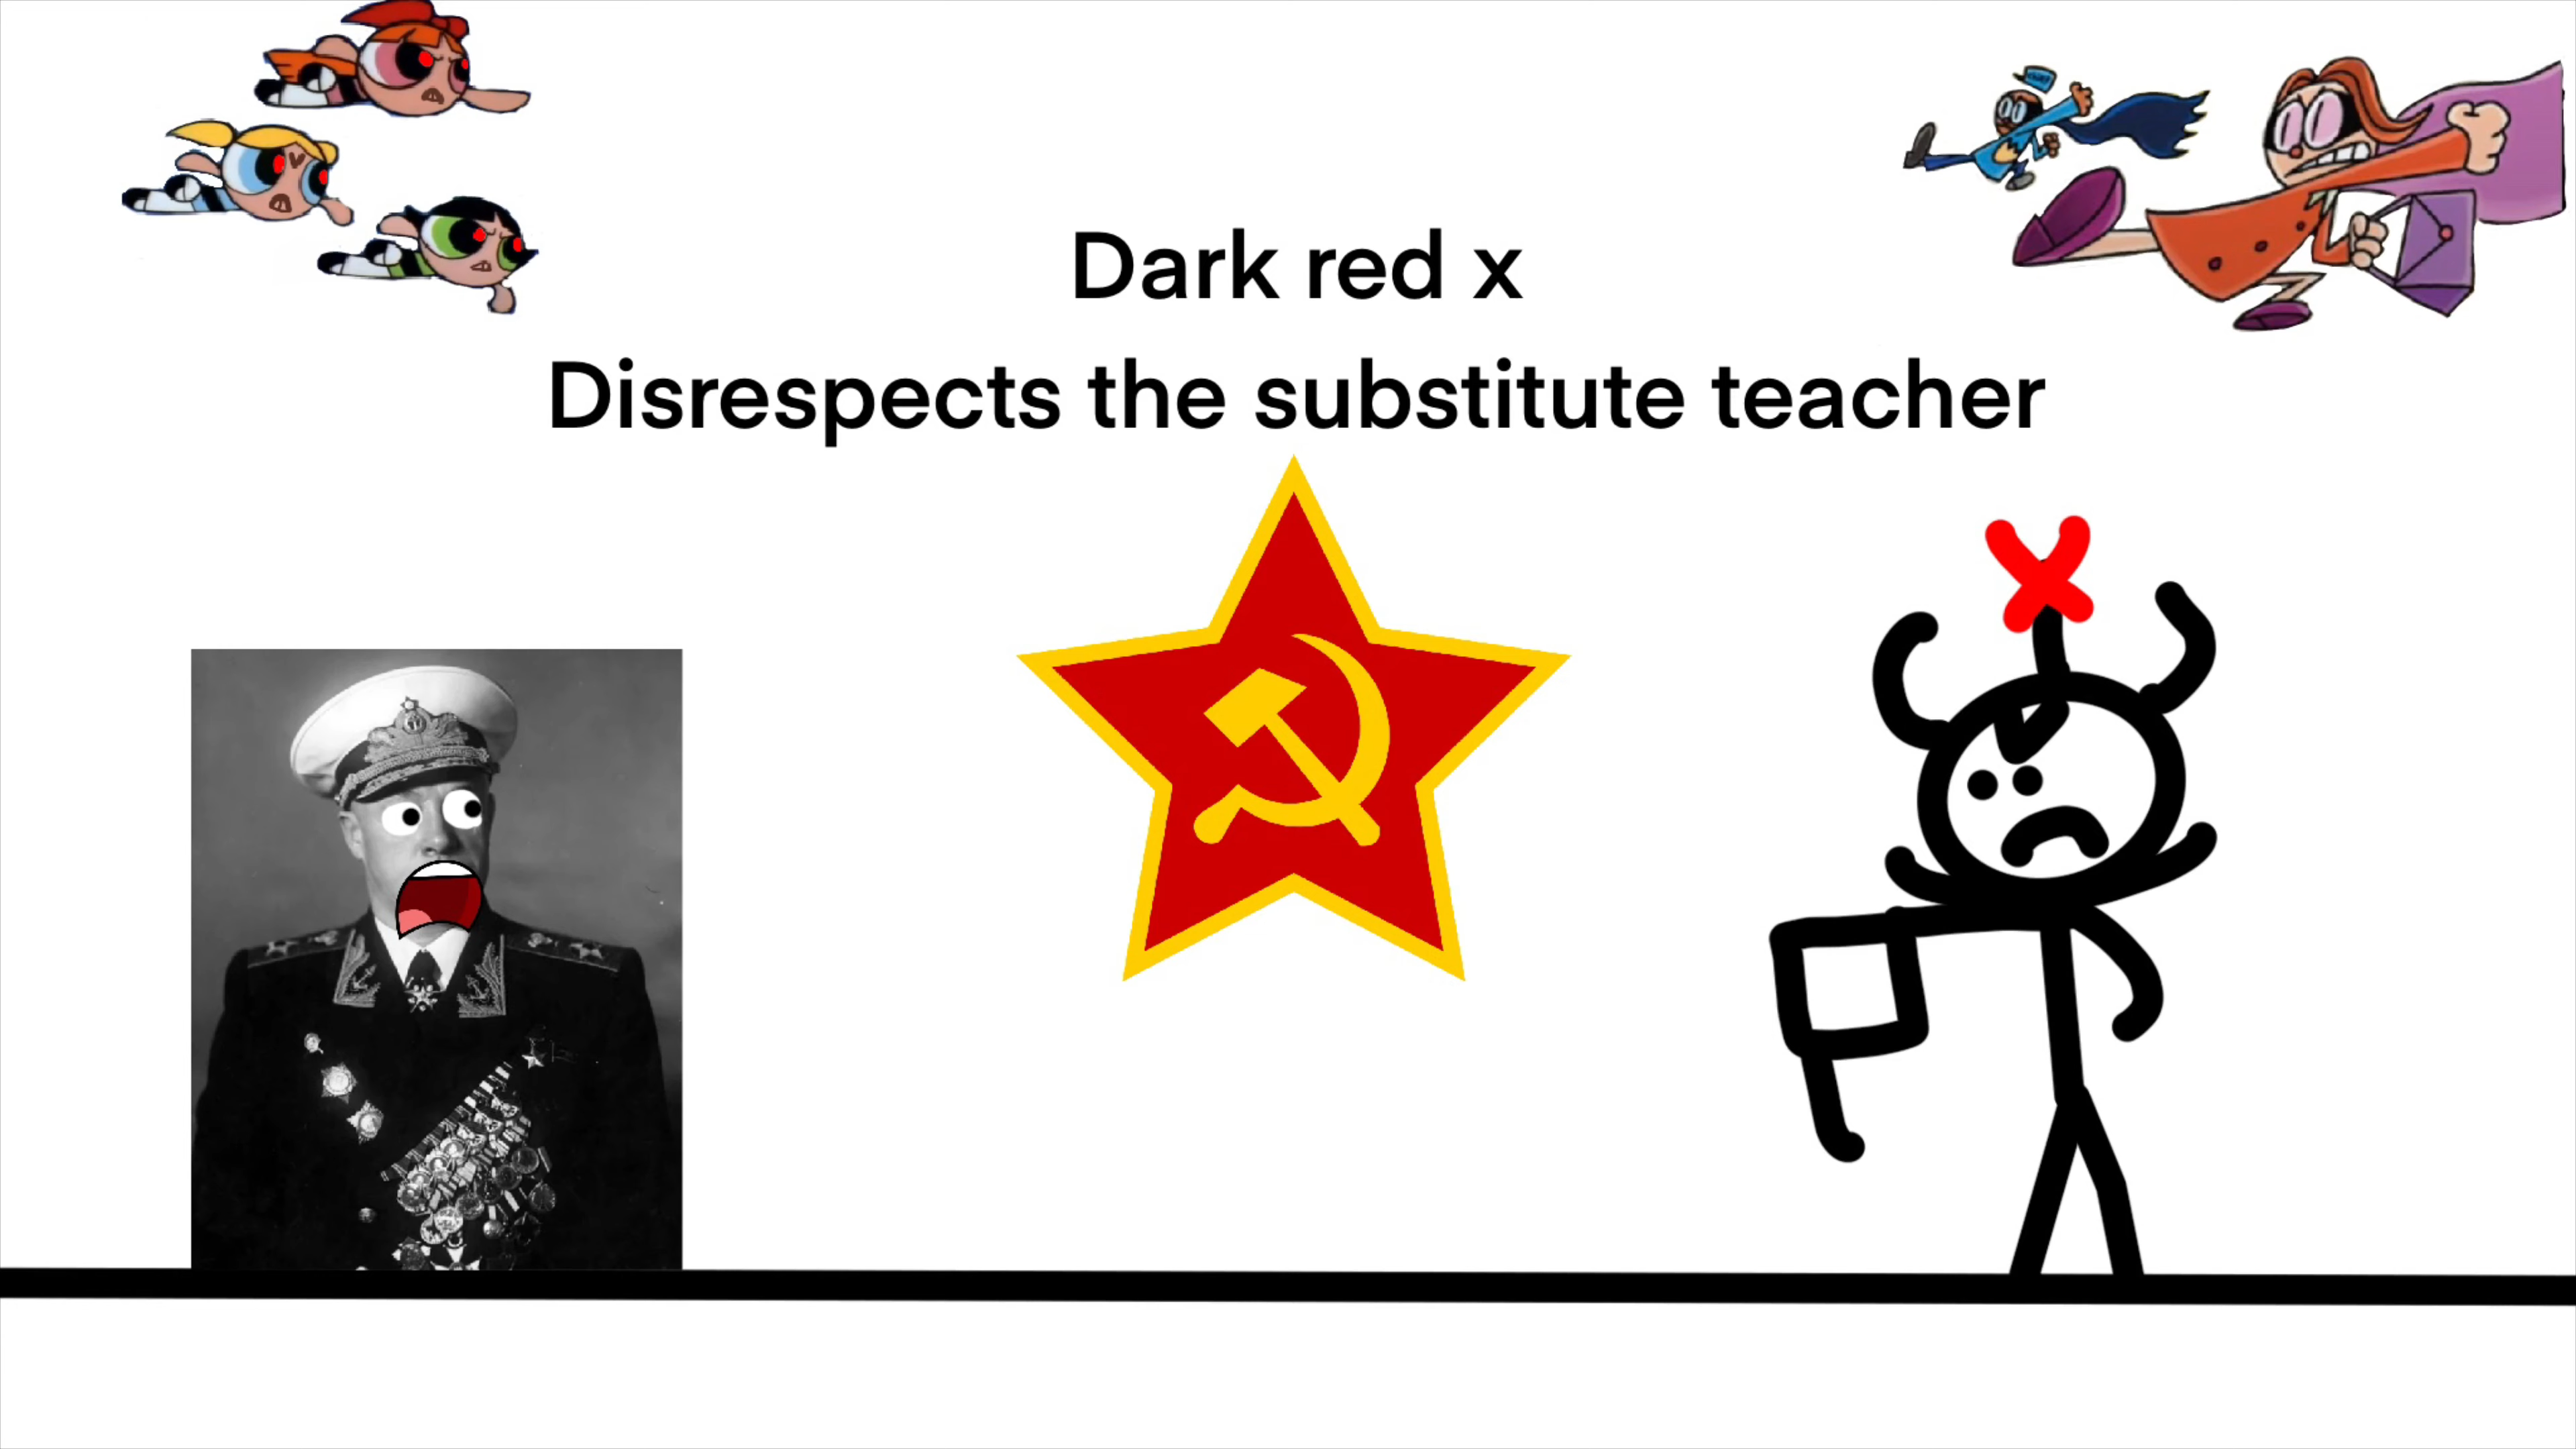 Dark red x
Disrespects the substitute teacher